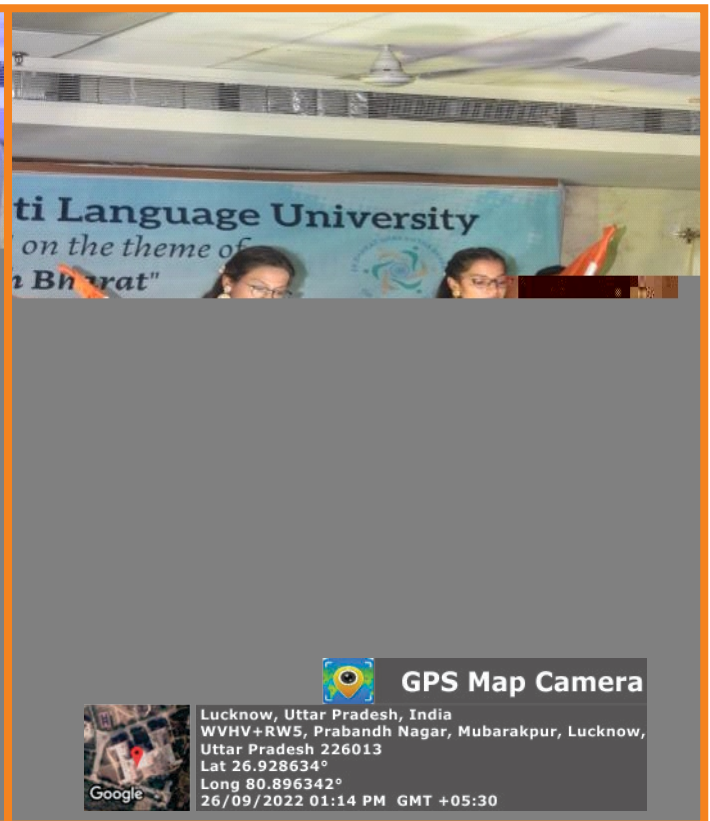 ti Language University
on the theme of
Bharat"
GPS Map Camera
Lucknow, Uttar Pradesh, India
WVHV+RW5, Prabandh Nagar, Mubarakpur, Lucknow,
Uttar Pradesh 226013
Lat 26.928634°
Long 80.896342°
26/09/2022 01:14 PM GMT +05:30
Google